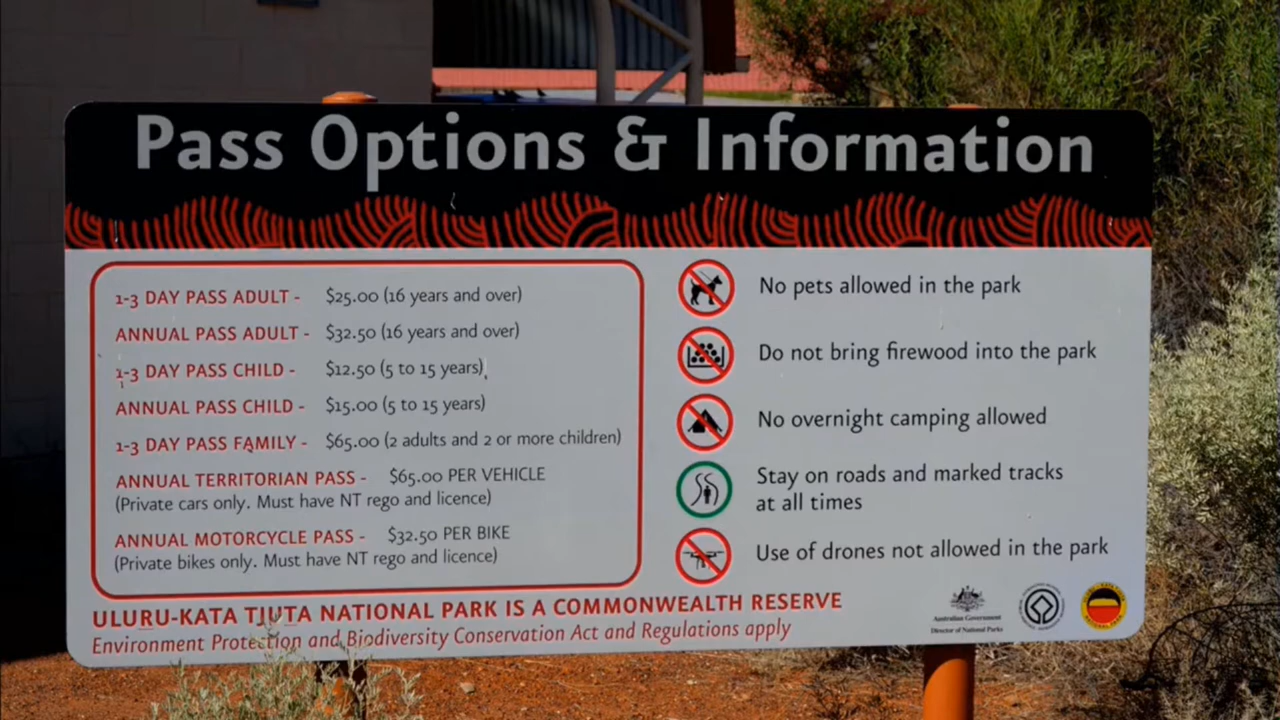 Pass Options & Information
1-3 DAY PASS ADULT - $25.00 (16 years and over)
ANNUAL PASS ADULT - $32.50 (16 years and over)
1-3 DAY PASS CHILD - $12.50 (5 to 15 years)
ANNUAL PASS CHILD - $15.00 (5 to 15 years)
1-3 DAY PASS FAMILY - $65.00 (2 adults and 2 or more children)
ANNUAL TERRITORIAN PASS - $65.00 PER VEHICLE
(Private cars only. Must have NT rego and licence)
ANNUAL MOTORCYCLE PASS - $32.50 PER BIKE
(Private bikes only. Must have NT rego and licence)
No pets allowed in the park
Do not bring firewood into the park
No overnight camping allowed
Stay on roads and marked tracks
at all times
Use of drones not allowed in the park
ULURU-KATA TJUTA NATIONAL PARK IS A COMMONWEALTH RESERVE
Environment Protection and Biodiversity Conservation Act and Regulations apply
Australian Government
Director of National Parks